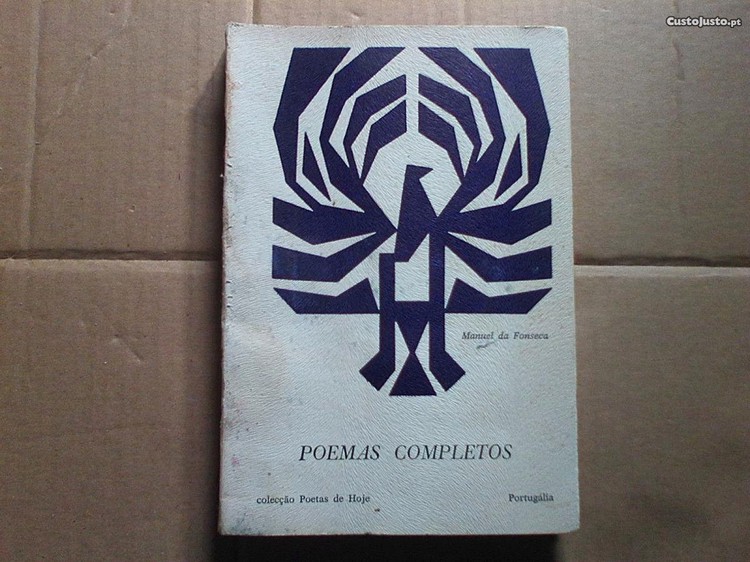 CustoJusto.pt
Manuel da Fonseca
POEMAS COMPLETOS
colecção Poetas de Hoje
Portugália